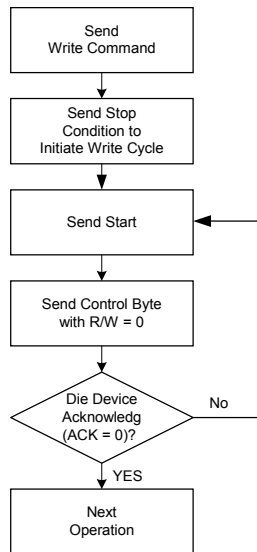 Send
Write Command
Send Stop
Condition to
Initiate Write Cycle
Send Start
Send Control Byte
with R/W = 0
Die Device
Acknowledg
(ACK = 0)?
No
YES
Next
Operation